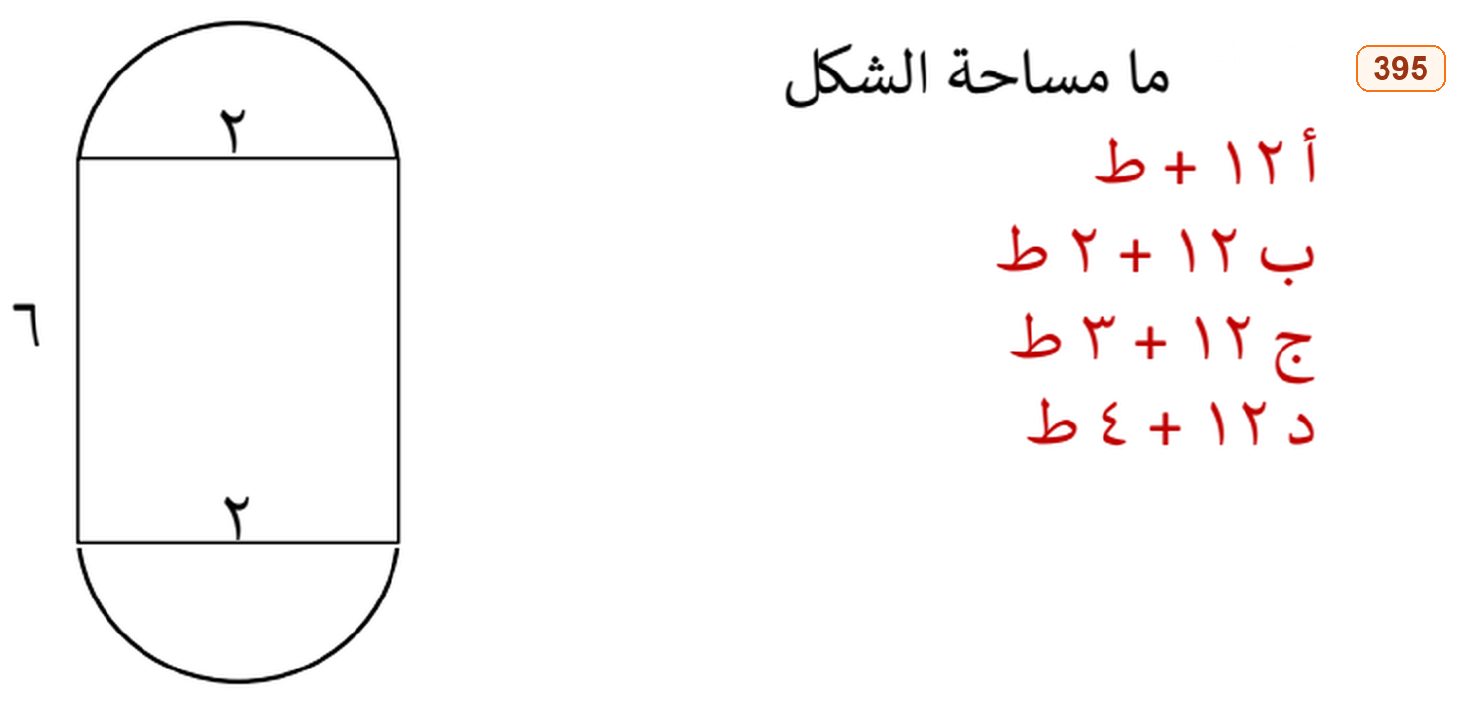 395
ما مساحة الشكل
أ ١٢ + ط
ب ١٢ + ٢ ط
ج ١٢ + ٣ ط
د ١٢ + ٤ ط
٢
٦
٢